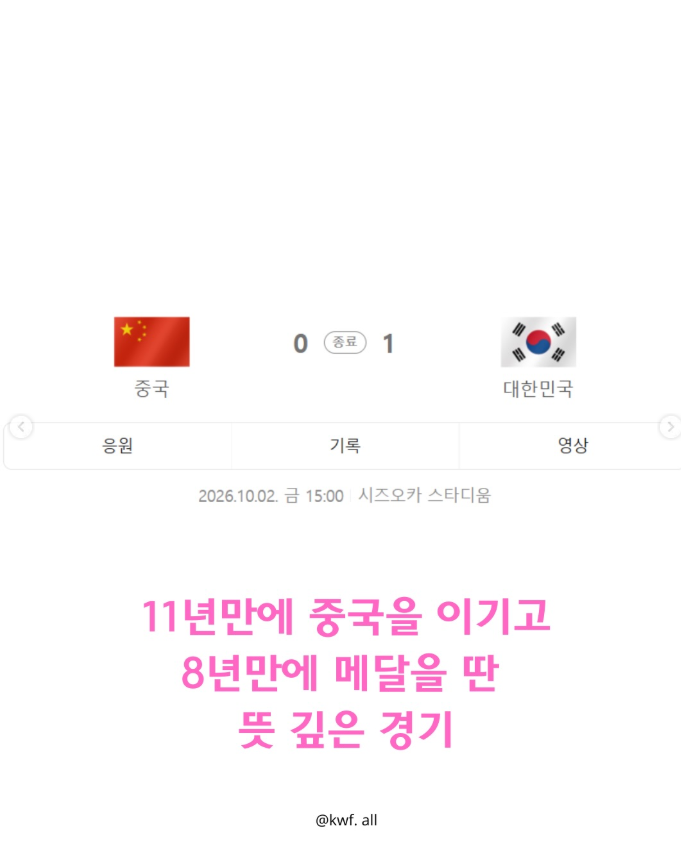 0 종료 1
중국 대한민국
응원 기록 영상
2026.10.02. 금 15:00 시즈오카 스타디움
11년만에 중국을 이기고
8년만에 메달을 딴
뜻 깊은 경기
@kwf. all